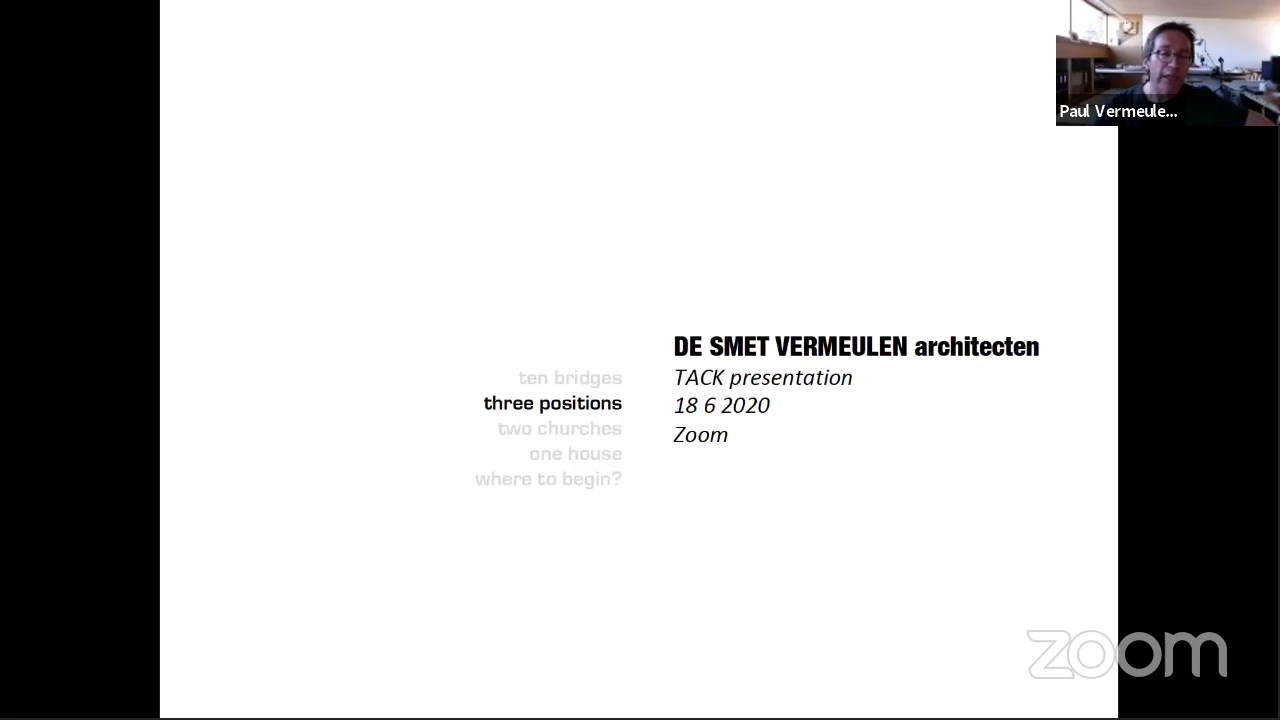 Paul Vermeule...
DE SMET VERMEULEN architecten
TACK presentation
18 6 2020
Zoom
ten bridges
three positions
two churches
one house
where to begin?
zoom